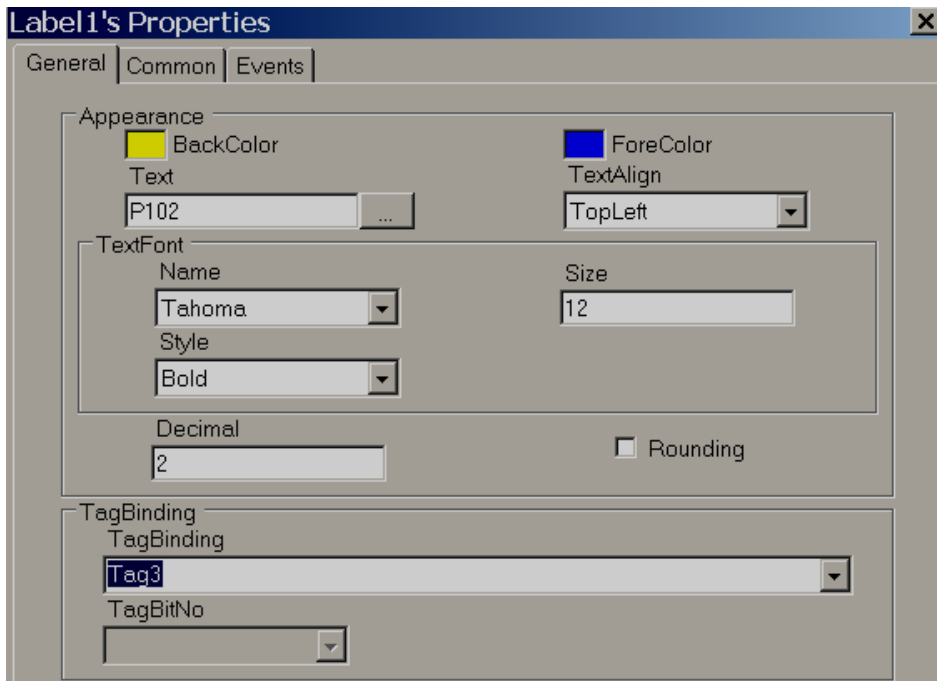 Label1's Properties
General Common Events
Appearance
BackColor ForeColor
Text TextAlign
P102 ... TopLeft
TextFont
Name Size
Tahoma 12
Style
Bold
Decimal
2 Rounding
TagBinding
TagBinding
Tag3
TagBitNo